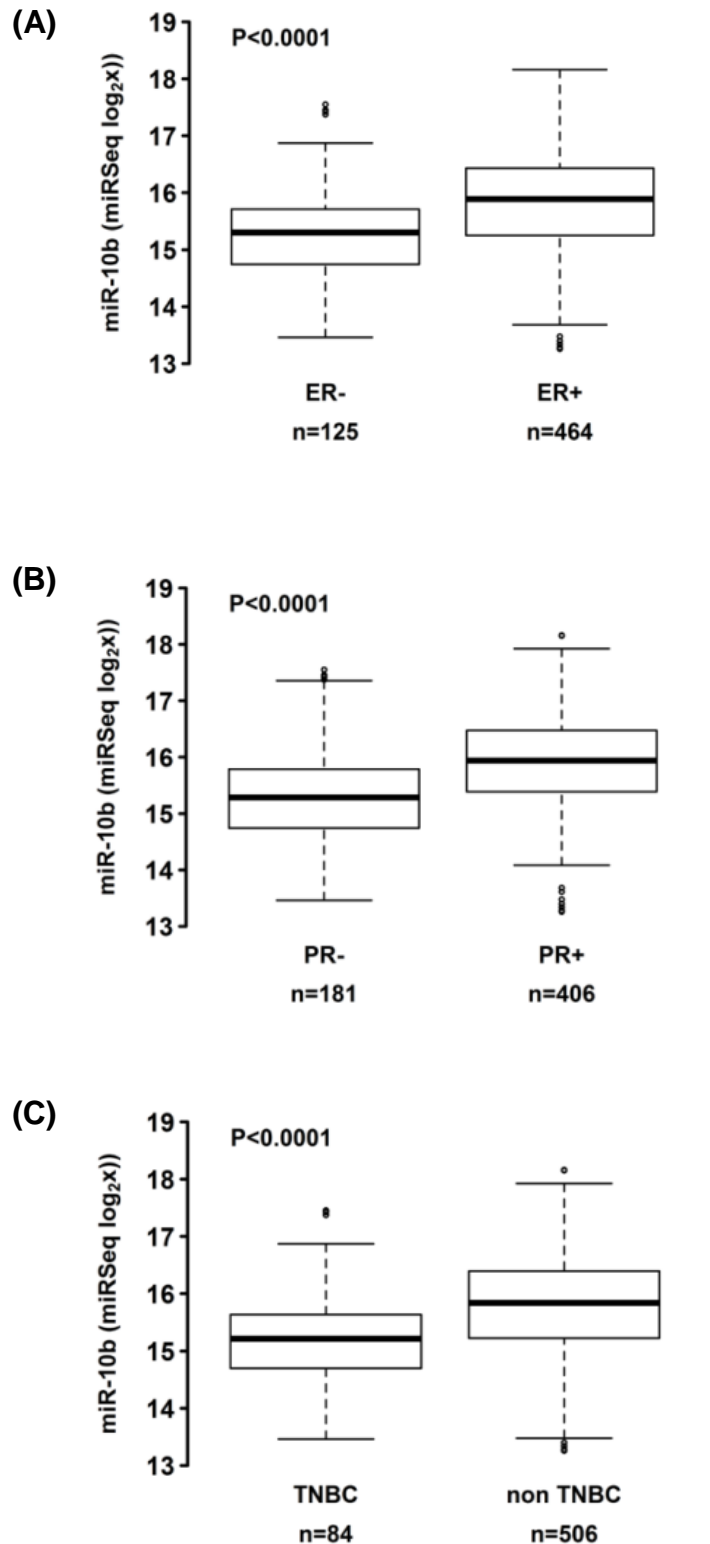 (A)
miR-10b (miRSeq log₂x))
19
18
17
16
15
14
13
P<0.0001
ER- ER+
n=125 n=464
(B)
miR-10b (miRSeq log₂x))
19
18
17
16
15
14
13
P<0.0001
PR- PR+
n=181 n=406
(C)
miR-10b (miRSeq log₂x))
19
18
17
16
15
14
13
P<0.0001
TNBC non TNBC
n=84 n=506